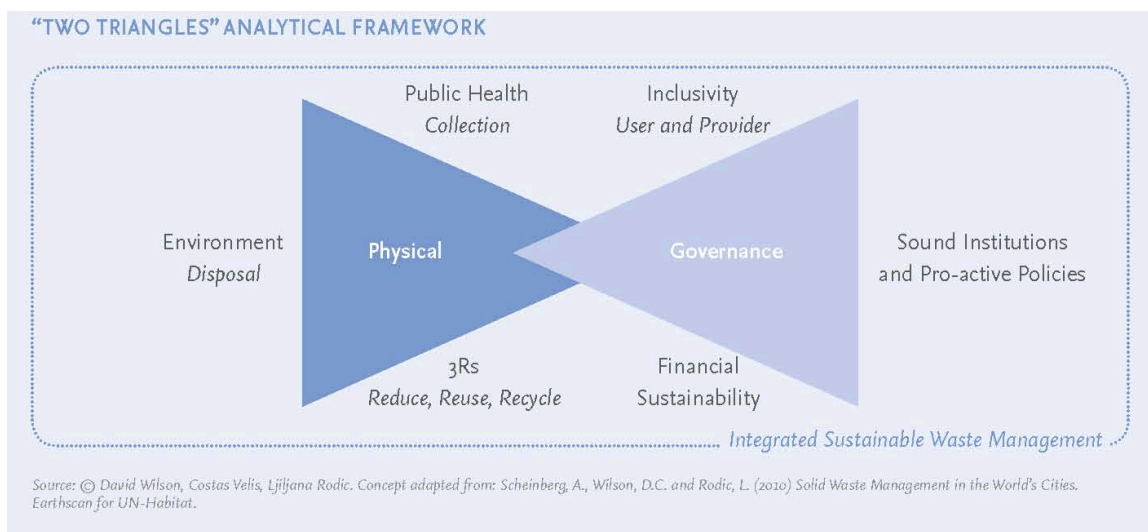 “TWO TRIANGLES” ANALYTICAL FRAMEWORK
Public Health
Collection
Inclusivity
User and Provider
Environment
Disposal
Physical
Governance
Sound Institutions
and Pro-active Policies
3Rs
Reduce, Reuse, Recycle
Financial
Sustainability
Integrated Sustainable Waste Management
Source: © David Wilson, Costas Velis, Ljiljana Rodic. Concept adapted from: Scheinberg, A., Wilson, D.C. and Rodic, L. (2010) Solid Waste Management in the World's Cities.
Earthscan for UN-Habitat.